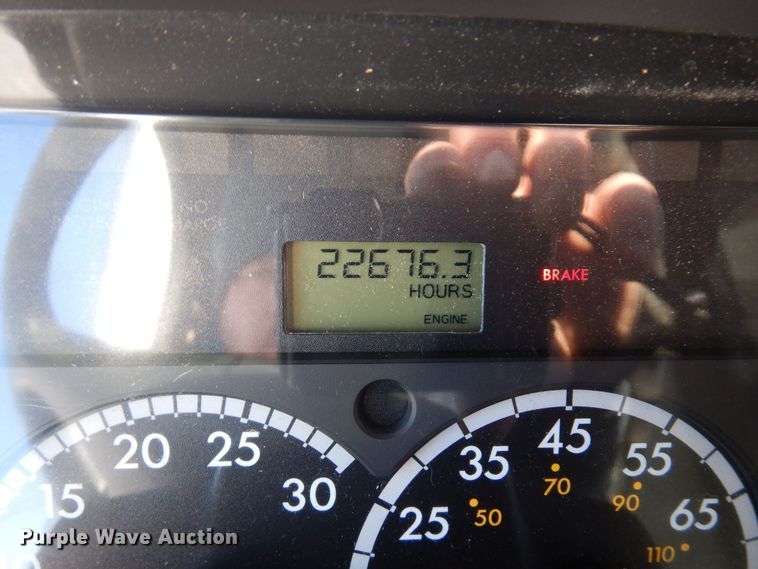 22676.3
HOURS
ENGINE
BRAKE
15 20 25 30
25 35 45 55 65
50 70 90 110
Purple Wave Auction